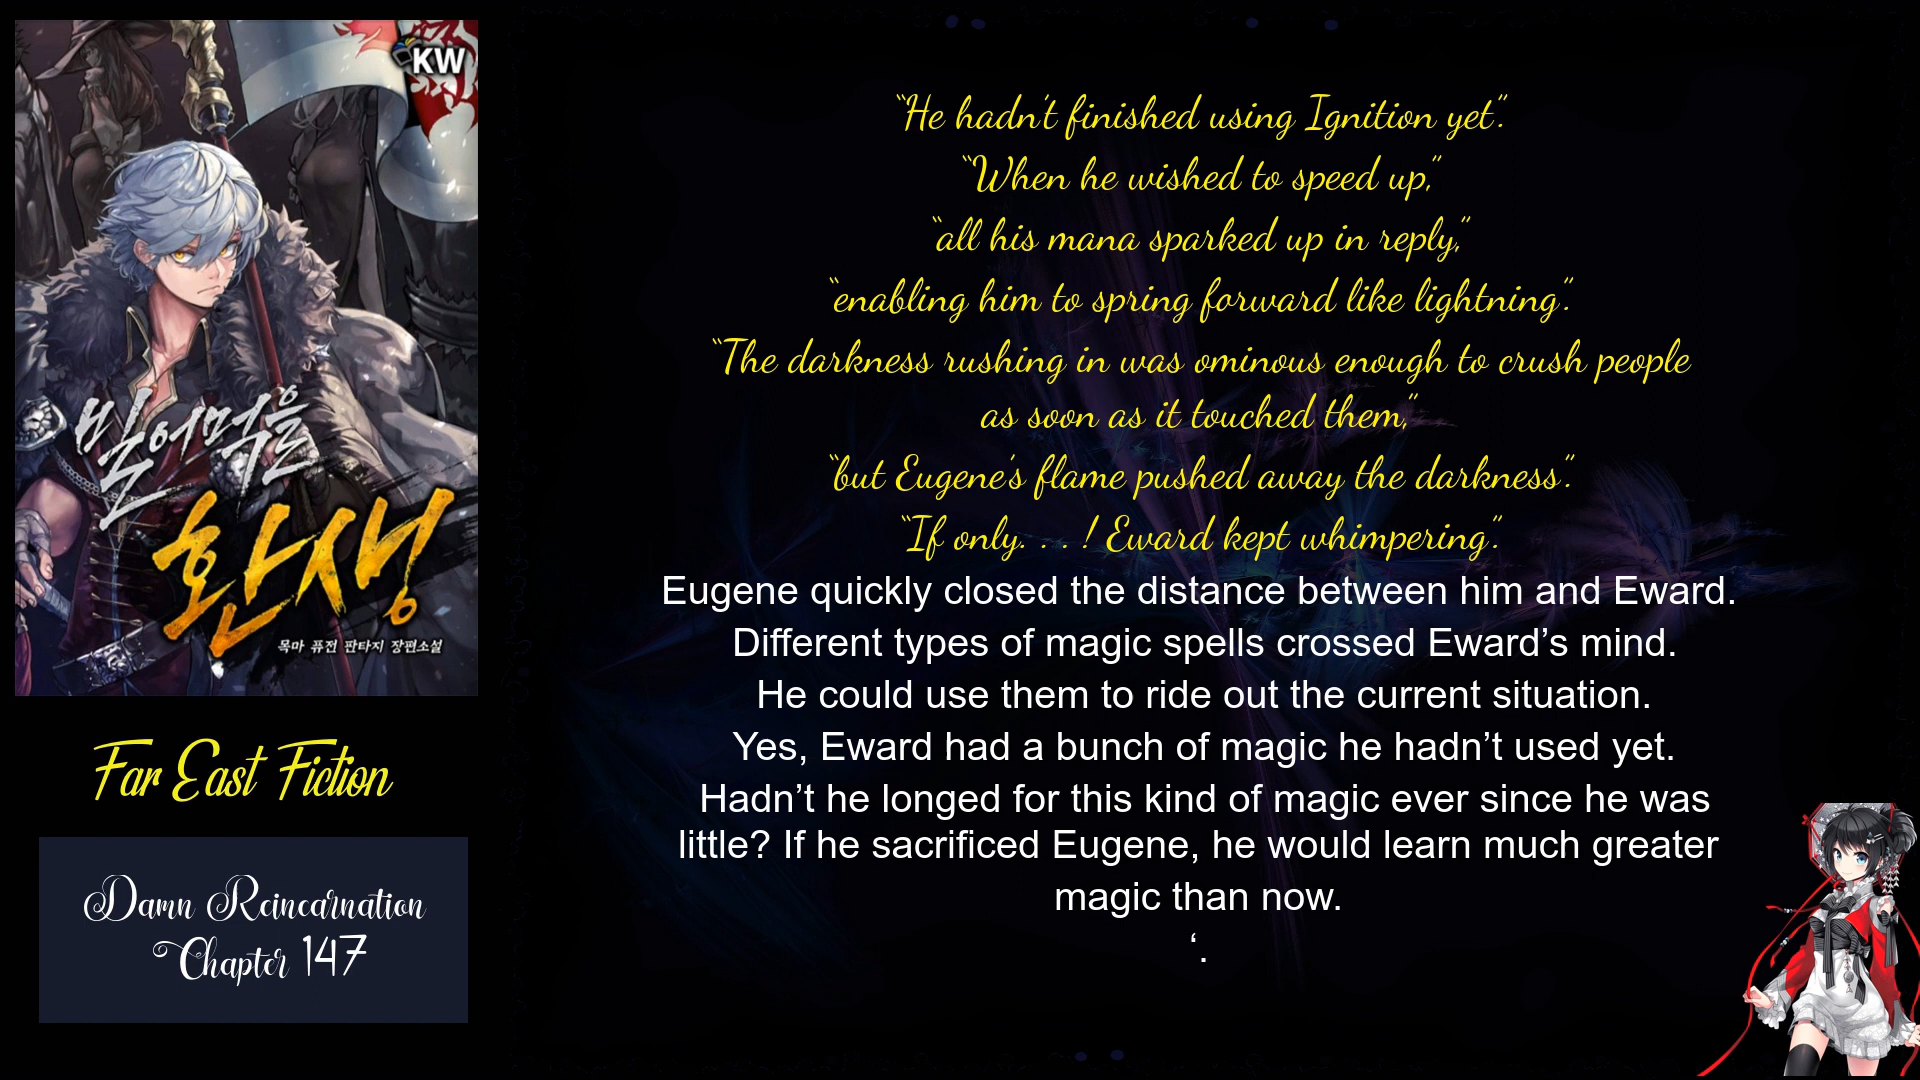 KW
빌어먹을
환생
목마 퓨전 판타지 장편소설
Far East Fiction
Damn Reincarnation
Chapter 147
“He hadn’t finished using Ignition yet”.
“When he wished to speed up,”
“all his mana sparked up in reply,”
“enabling him to spring forward like lightning”.
“The darkness rushing in was ominous enough to crush people
as soon as it touched them,”
“but Eugene’s flame pushed away the darkness”.
“If only. . . ! Eward kept whimpering”.
Eugene quickly closed the distance between him and Eward.
Different types of magic spells crossed Eward’s mind.
He could use them to ride out the current situation.
Yes, Eward had a bunch of magic he hadn’t used yet.
Hadn’t he longed for this kind of magic ever since he was
little? If he sacrificed Eugene, he would learn much greater
magic than now.
‘.